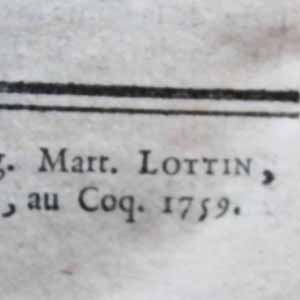 g. Mart. LOTTIN,
, au Coq. 1759.